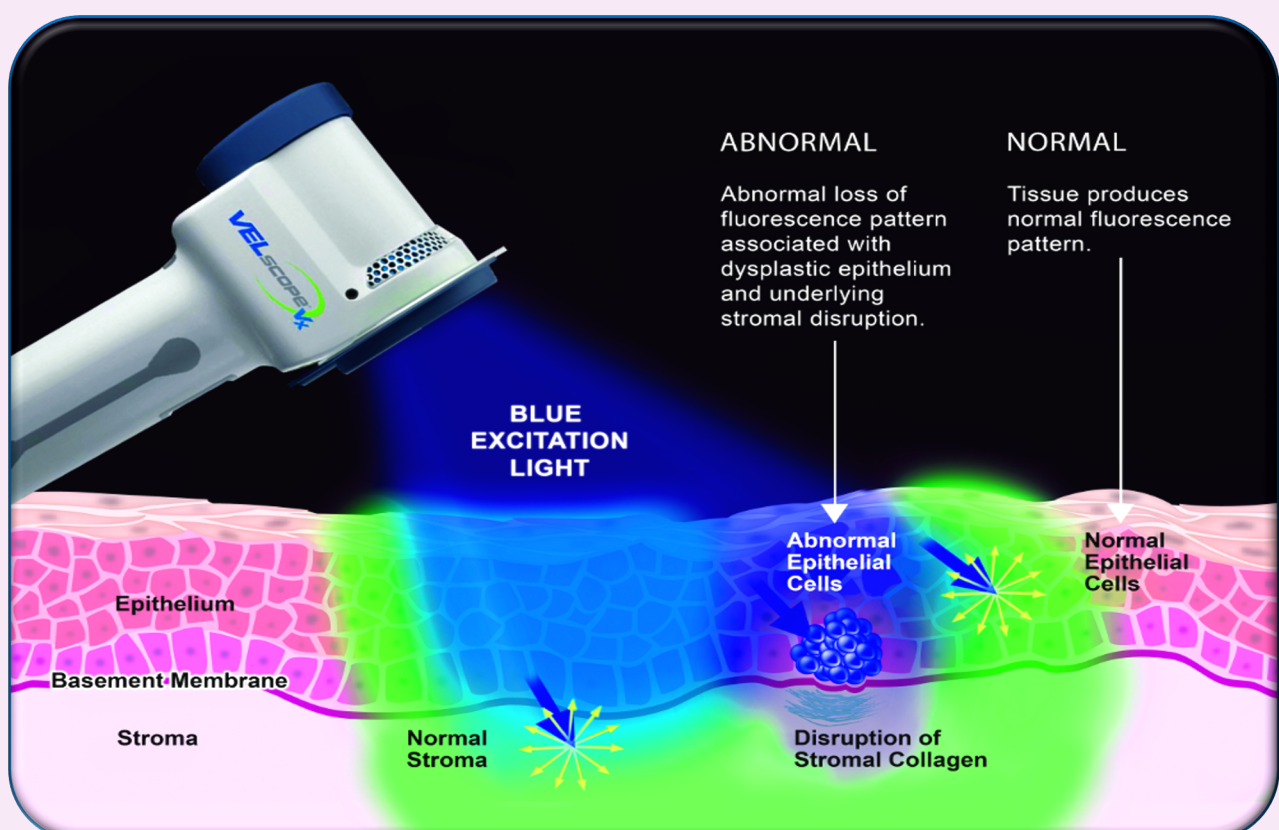 VELscope Vx
ABNORMAL
Abnormal loss of
fluorescence pattern
associated with
dysplastic epithelium
and underlying
stromal disruption.
NORMAL
Tissue produces
normal fluorescence
pattern.
BLUE
EXCITATION
LIGHT
Abnormal
Epithelial
Cells
Normal
Epithelial
Cells
Epithelium
Basement Membrane
Stroma
Normal
Stroma
Disruption of
Stromal Collagen